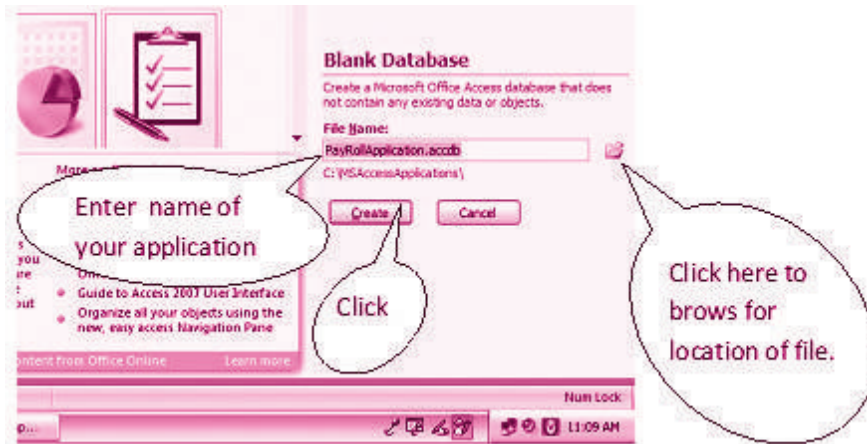 Blank Database
Create a Microsoft Office Access database that does
not contain any existing data or objects.
File Name:
PayRollApplication.accdb
C:\MSAccessApplications\
Create
Cancel
Enter name of
your application
Click
Click here to
brows for
location of file.
you
out
Guide to Access 2007 User Interface
Organize all your objects using the
new, easy access Navigation Pane
ontent from Office Online
Learn more
Num Lock
p...
11:09 AM